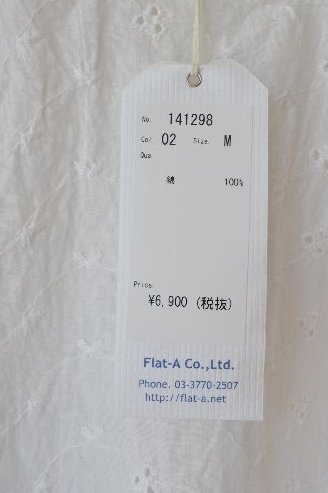 No 141298
Col 02 Size M
Qua
綿 100%
Price
¥6,900 (税抜)
Flat-A Co.,Ltd.
Phone. 03-3770-2507
http://flat-a.net